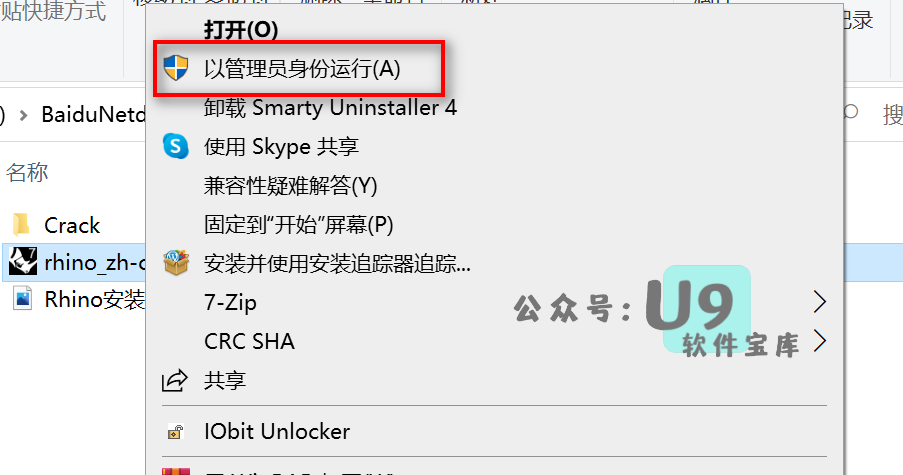 贴快捷方式
记录
打开(O)
以管理员身份运行(A)
) > BaiduNetd
搜
卸载 Smarty Uninstaller 4
使用 Skype 共享
名称
兼容性疑难解答(Y)
Crack
固定到“开始”屏幕(P)
rhino_zh-c
安装并使用安装追踪器追踪...
Rhino安装
7-Zip
公众号：U9
软件宝库
CRC SHA
共享
IObit Unlocker